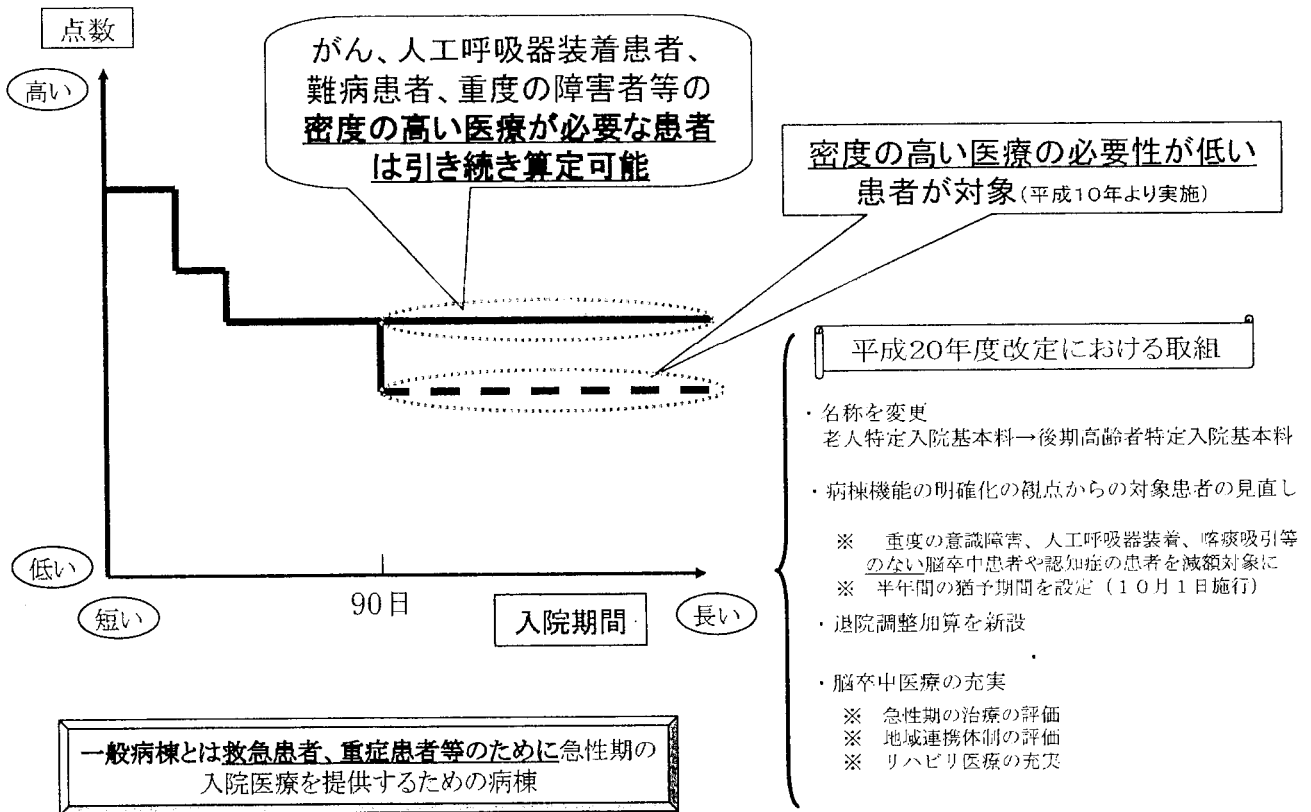 点数
高い
がん、人工呼吸器装着患者、
難病患者、重度の障害者等の
密度の高い医療が必要な患者
は引き続き算定可能
密度の高い医療の必要性が低い
患者が対象(平成10年より実施)
低い
短い
90日
入院期間
長い
一般病棟とは救急患者、重症患者等のために急性期の
入院医療を提供するための病棟
平成20年度改定における取組
・名称を変更
老人特定入院基本料→後期高齢者特定入院基本料
・病棟機能の明確化の観点からの対象患者の見直し
※ 重度の意識障害、人工呼吸器装着、喀痰吸引等
のない脳卒中患者や認知症の患者を減額対象に
※ 半年間の猶予期間を設定(10月1日施行)
・退院調整加算を新設
・脳卒中医療の充実
※ 急性期の治療の評価
※ 地域連携体制の評価
※ リハビリ医療の充実